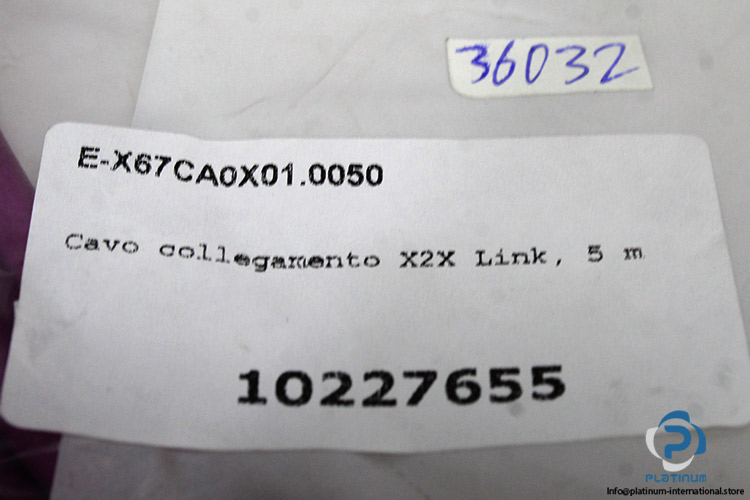 36032
E-X67CA0X01.0050
Cavo collegamento X2X Link, 5 m
10227655
PLATINUM
Info@platinum-international.store